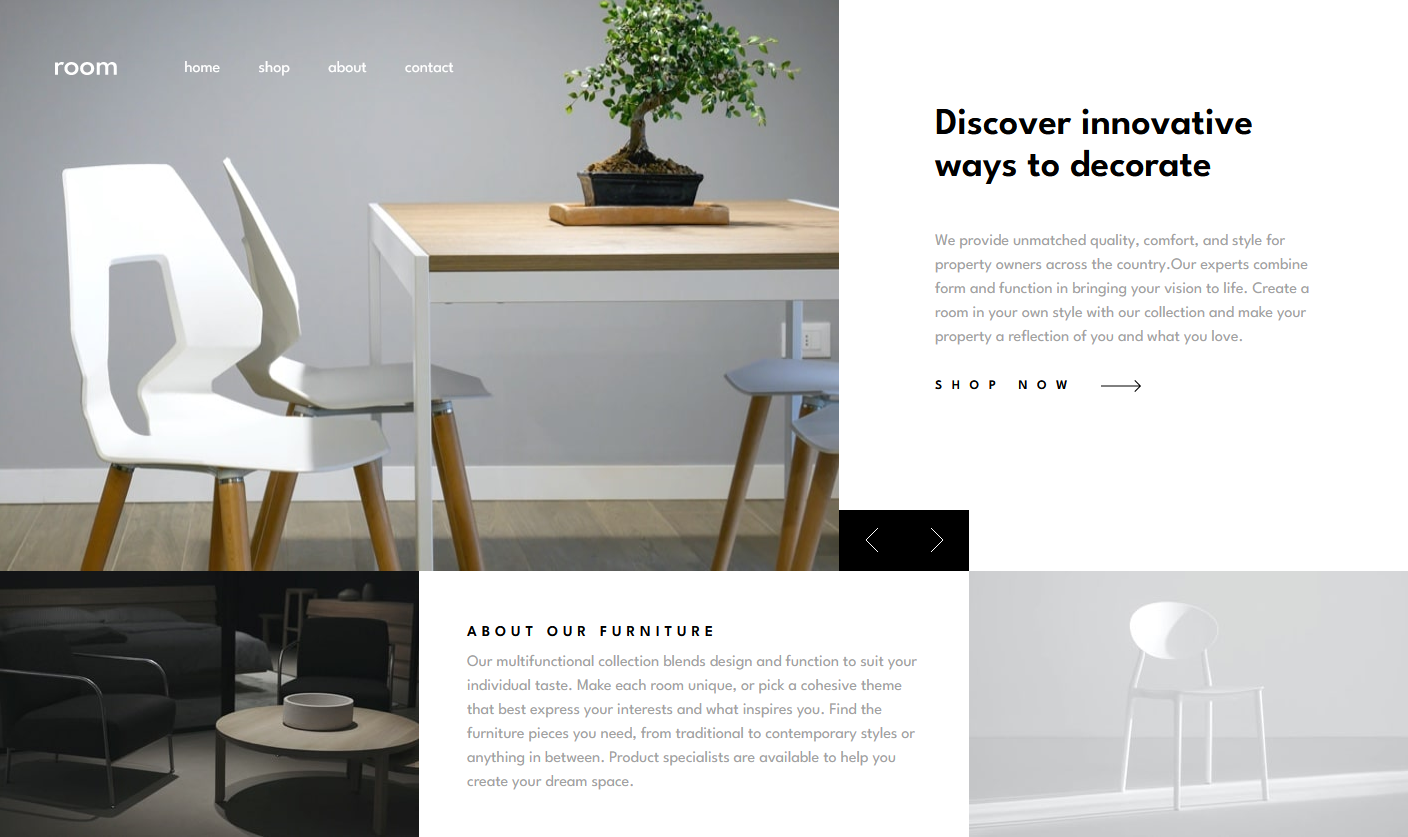 room
home shop about contact
Discover innovative
ways to decorate
We provide unmatched quality, comfort, and style for
property owners across the country.Our experts combine
form and function in bringing your vision to life. Create a
room in your own style with our collection and make your
property a reflection of you and what you love.
SHOP NOW
ABOUT OUR FURNITURE
Our multifunctional collection blends design and function to suit your
individual taste. Make each room unique, or pick a cohesive theme
that best express your interests and what inspires you. Find the
furniture pieces you need, from traditional to contemporary styles or
anything in between. Product specialists are available to help you
create your dream space.